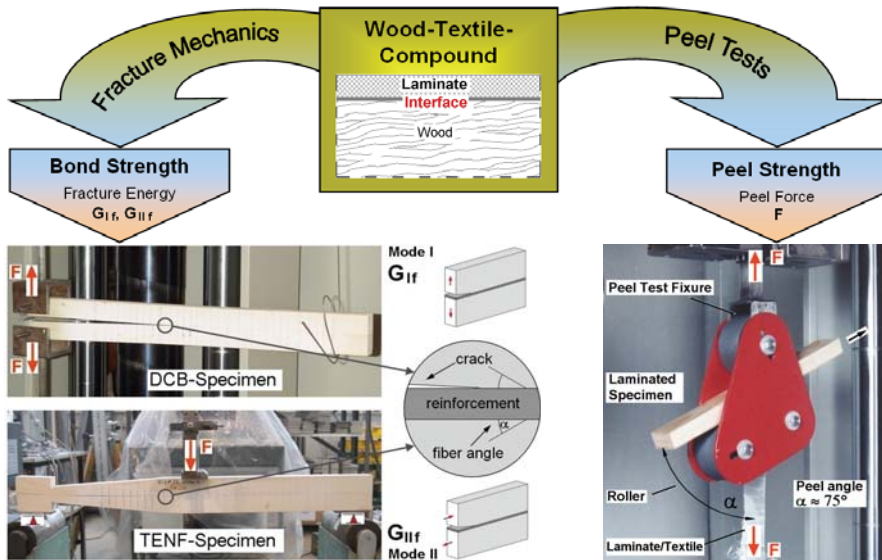 Fracture Mechanics
Wood-Textile-
Compound
Laminate
Interface
Wood
Peel Tests
Bond Strength
Fracture Energy
GIf, GIIf
Peel Strength
Peel Force
F
F
F
DCB-Specimen
Mode I
GIf
crack
reinforcement
α
fiber angle
F
TENF-Specimen
GIIf
Mode II
F
Peel Test Fixure
Laminated
Specimen
Roller
α
Peel angle
α ≈ 75°
Laminate/Textile
F